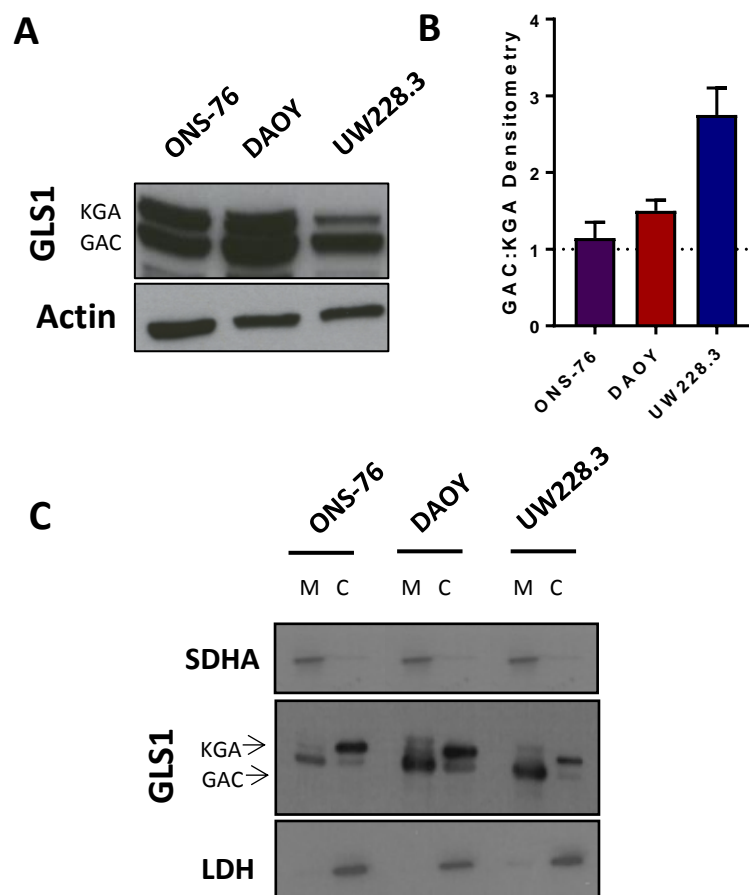 A
ONS-76 DAOY UW228.3
GLS1
KGA
GAC
Actin
B
GAC:KGA Densitometry
4
3
2
1
0
ONS-76 DAOY UW228.3
C
ONS-76 DAOY UW228.3
M C M C M C
SDHA
GLS1
KGA
GAC
LDH